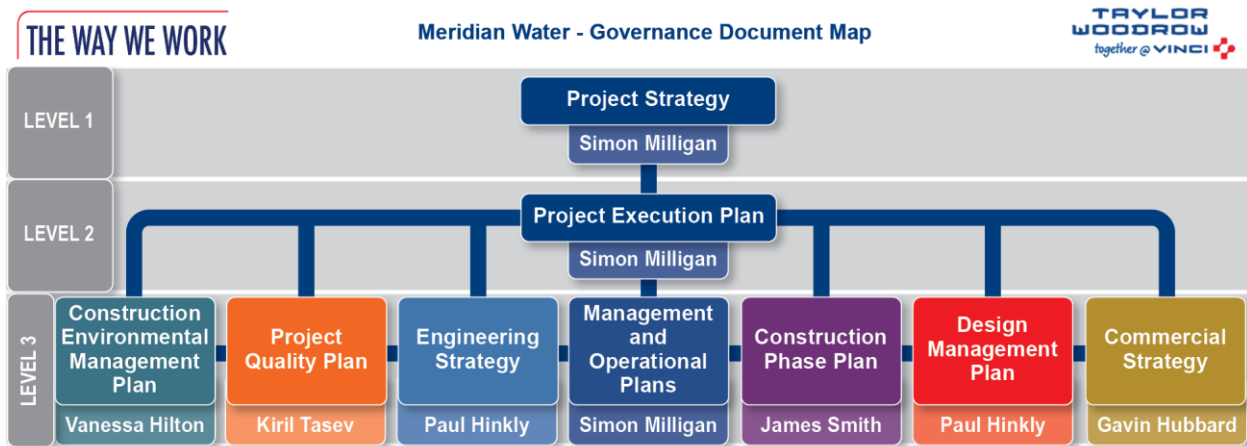 THE WAY WE WORK
Meridian Water - Governance Document Map
TAYLOR
WOODROW
together @ VINCI
LEVEL 1
Project Strategy
Simon Milligan
LEVEL 2
Project Execution Plan
Simon Milligan
LEVEL 3
Construction
Environmental
Management
Plan
Vanessa Hilton
Project
Quality Plan
Kiril Tasev
Engineering
Strategy
Paul Hinkly
Management
and
Operational
Plans
Simon Milligan
Construction
Phase Plan
James Smith
Design
Management
Plan
Paul Hinkly
Commercial
Strategy
Gavin Hubbard